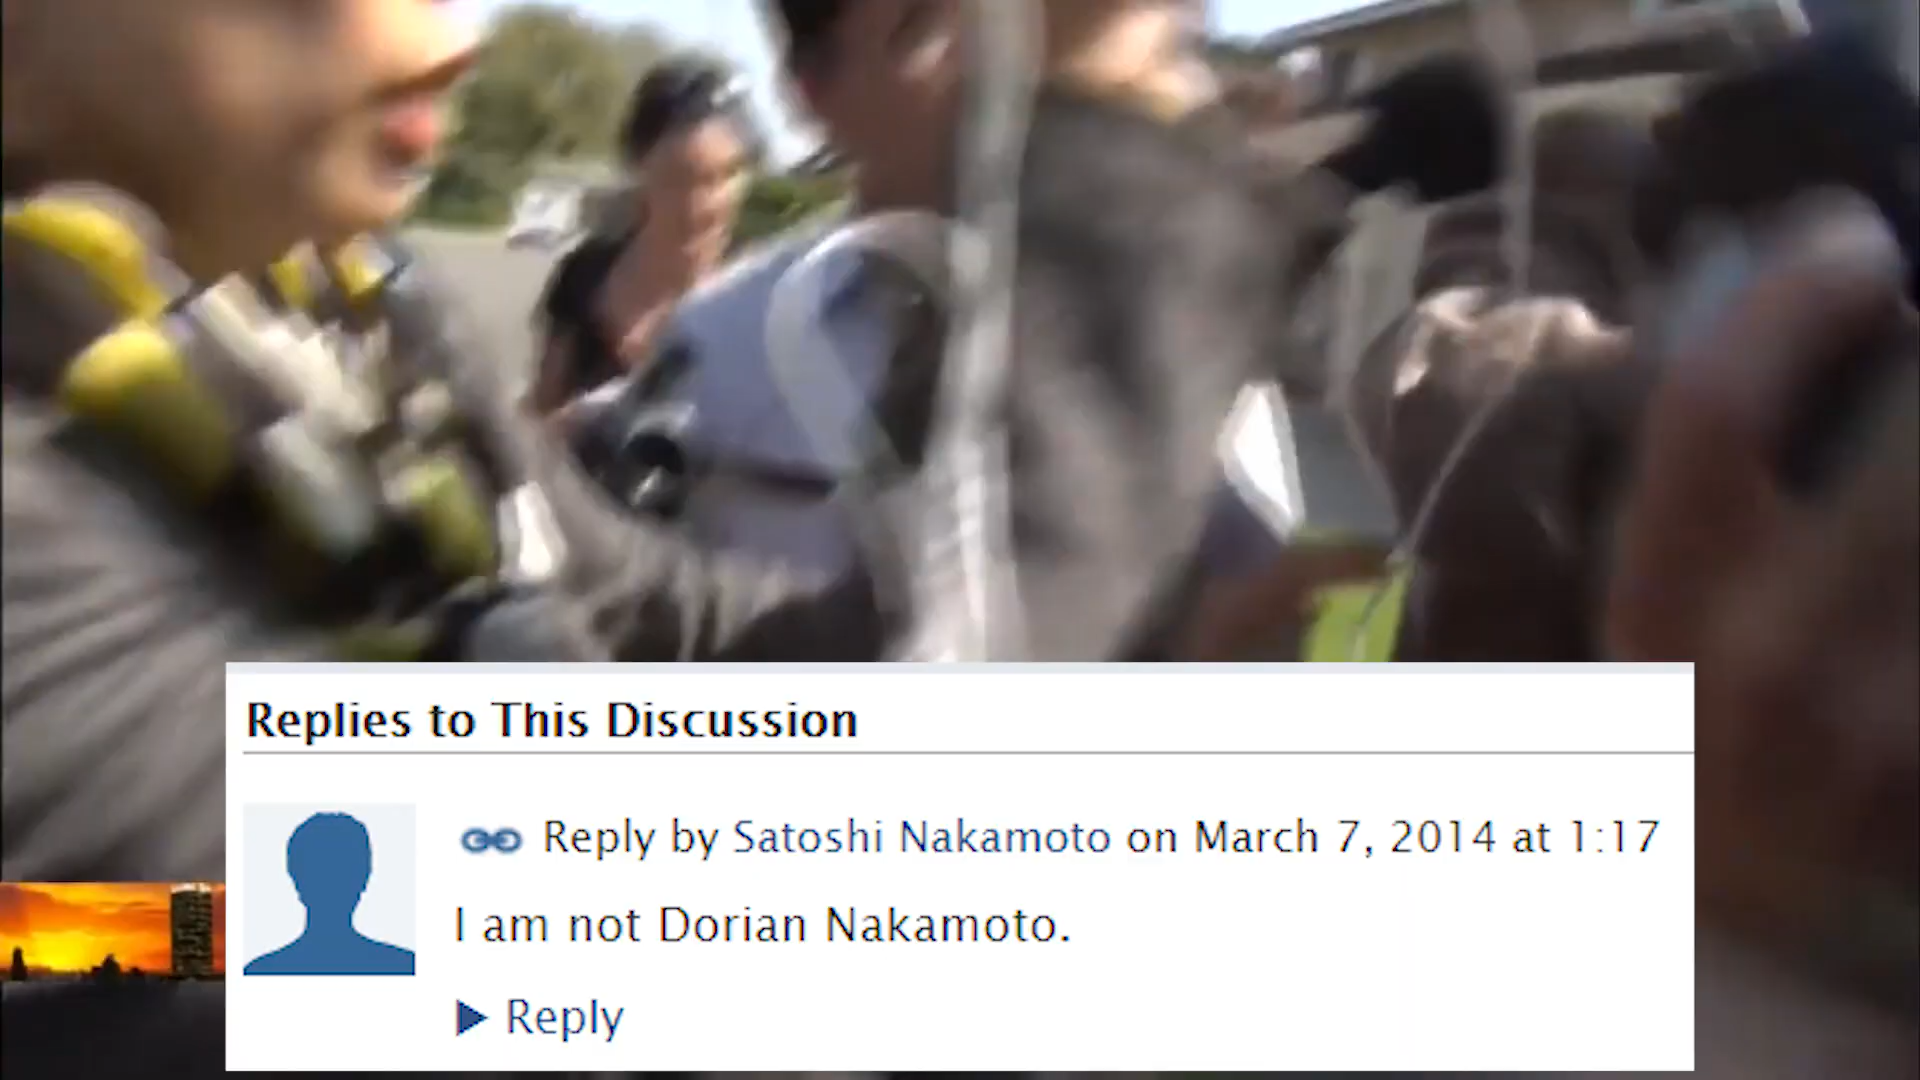 Replies to This Discussion
Reply by Satoshi Nakamoto on March 7, 2014 at 1:17
I am not Dorian Nakamoto.
Reply